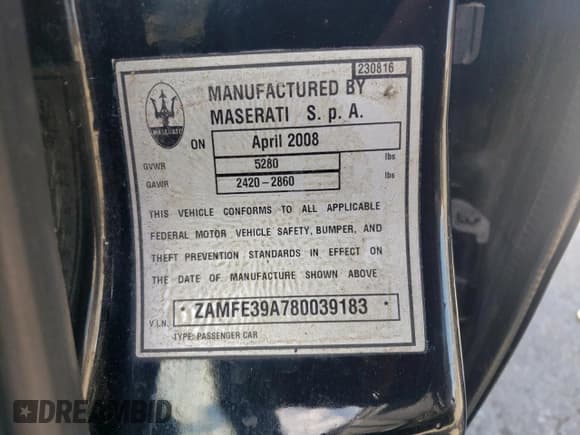 230816
MANUFACTURED BY
MASERATI S. p. A.
MASERATI
ON April 2008
GVWR 5280 lbs
GAWR 2420-2860 lbs
THIS VEHICLE CONFORMS TO ALL APPLICABLE
FEDERAL MOTOR VEHICLE SAFETY, BUMPER, AND
THEFT PREVENTION STANDARDS IN EFFECT ON
THE DATE OF MANUFACTURE SHOWN ABOVE
V.I.N. * ZAMFE39A780039183 *
TYPE: PASSENGER CAR
DREAMBID